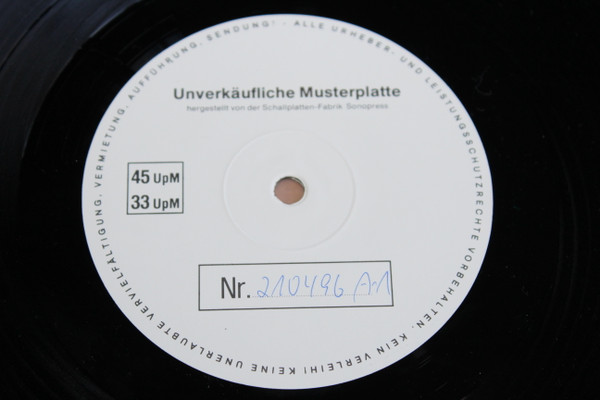 ALLE URHEBER- UND LEISTUNGSSCHUTZRECHTE VORBEHALTEN. KEIN VERLEIH! KEINE UNERLAUBTE VERVIELFÄLTIGUNG, VERMIETUNG, AUFFÜHRUNG, SENDUNG! -
Unverkäufliche Musterplatte
hergestellt von der Schallplatten-Fabrik Sonopress
45 UpM
33 UpM
Nr. 210496 A-1